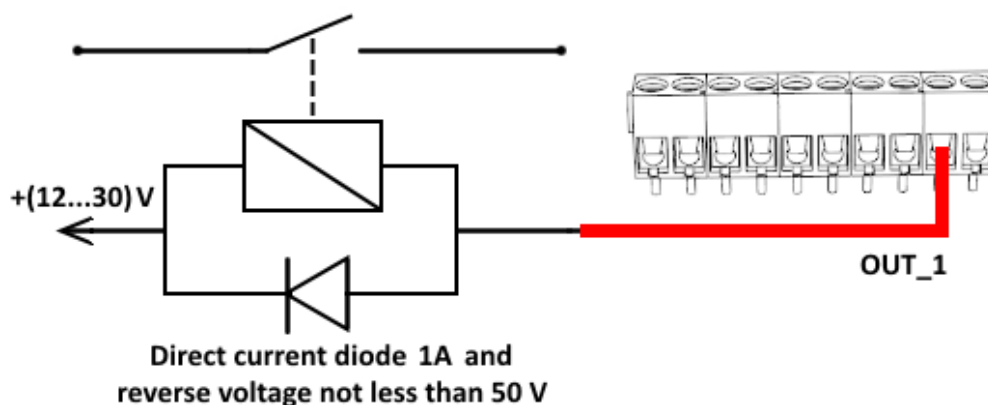 +(12...30) V
OUT_1
Direct current diode 1A and
reverse voltage not less than 50 V